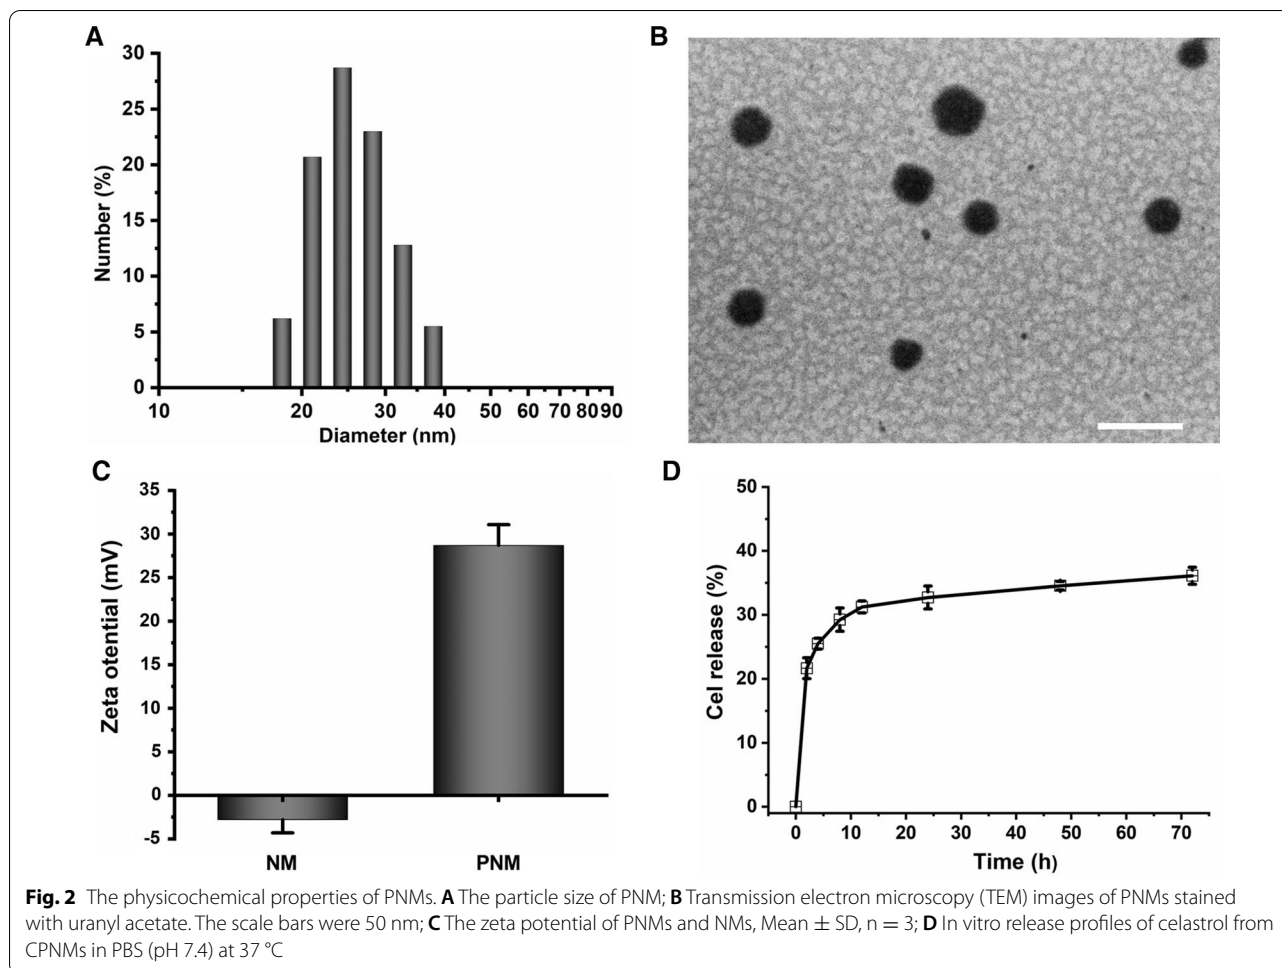 A
30
25
20
15
10
5
0
Number (%)
10 20 30 40 50 60 70 80 90
Diameter (nm)
B
C
35
30
25
20
15
10
5
0
-5
Zeta otential (mV)
NM PNM
D
50
40
30
20
10
0
Cel release (%)
0 10 20 30 40 50 60 70
Time (h)
Fig. 2 The physicochemical properties of PNMs. A The particle size of PNM; B Transmission electron microscopy (TEM) images of PNMs stained
with uranyl acetate. The scale bars were 50 nm; C The zeta potential of PNMs and NMs, Mean ± SD, n = 3; D In vitro release profiles of celastrol from
CPNMs in PBS (pH 7.4) at 37 °C